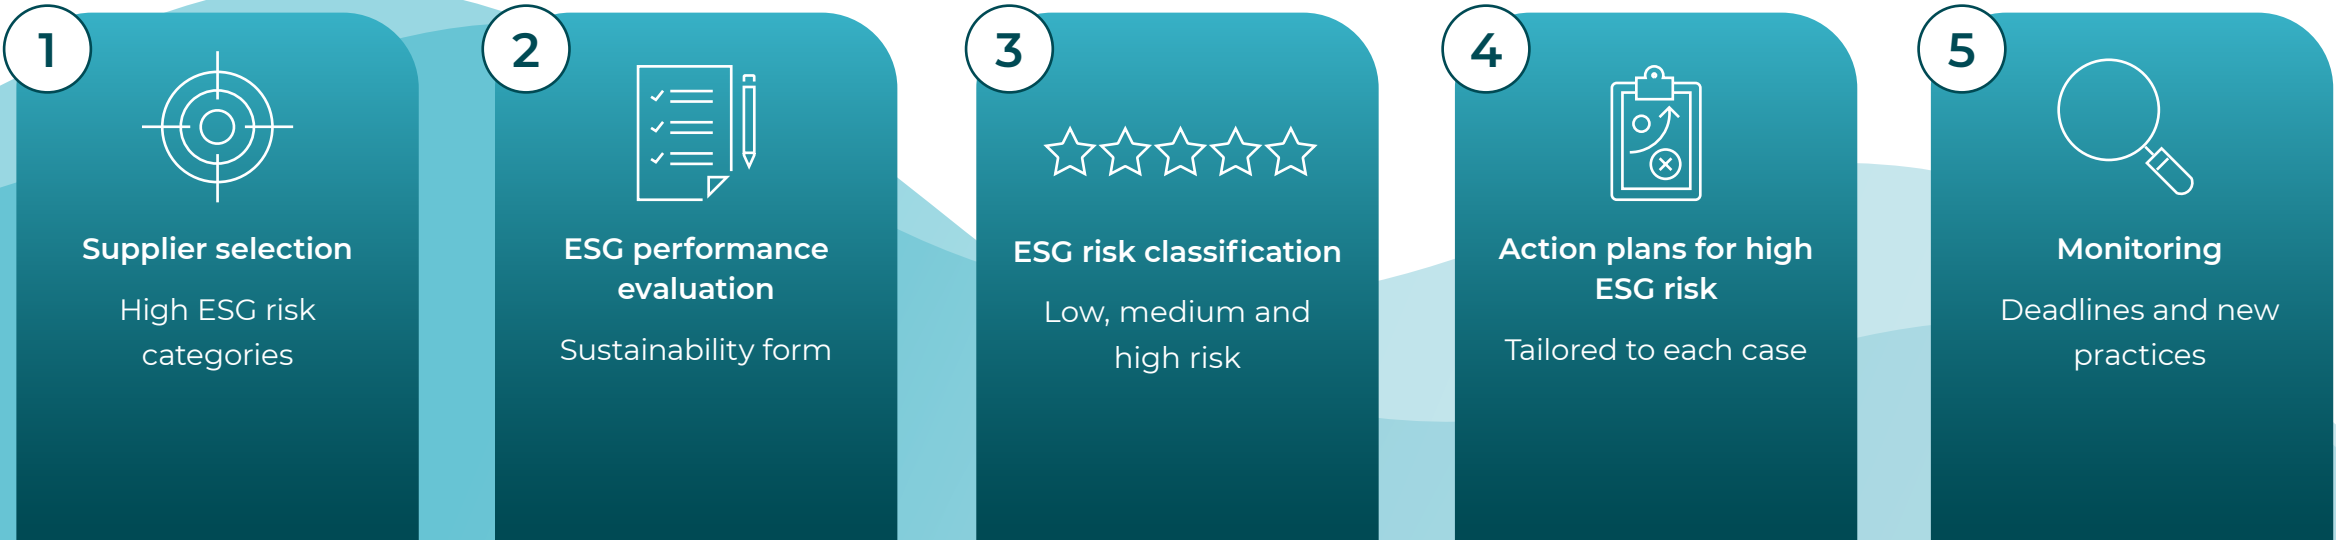 1
Supplier selection
High ESG risk
categories
2
ESG performance
evaluation
Sustainability form
3
ESG risk classification
Low, medium and
high risk
4
Action plans for high
ESG risk
Tailored to each case
5
Monitoring
Deadlines and new
practices